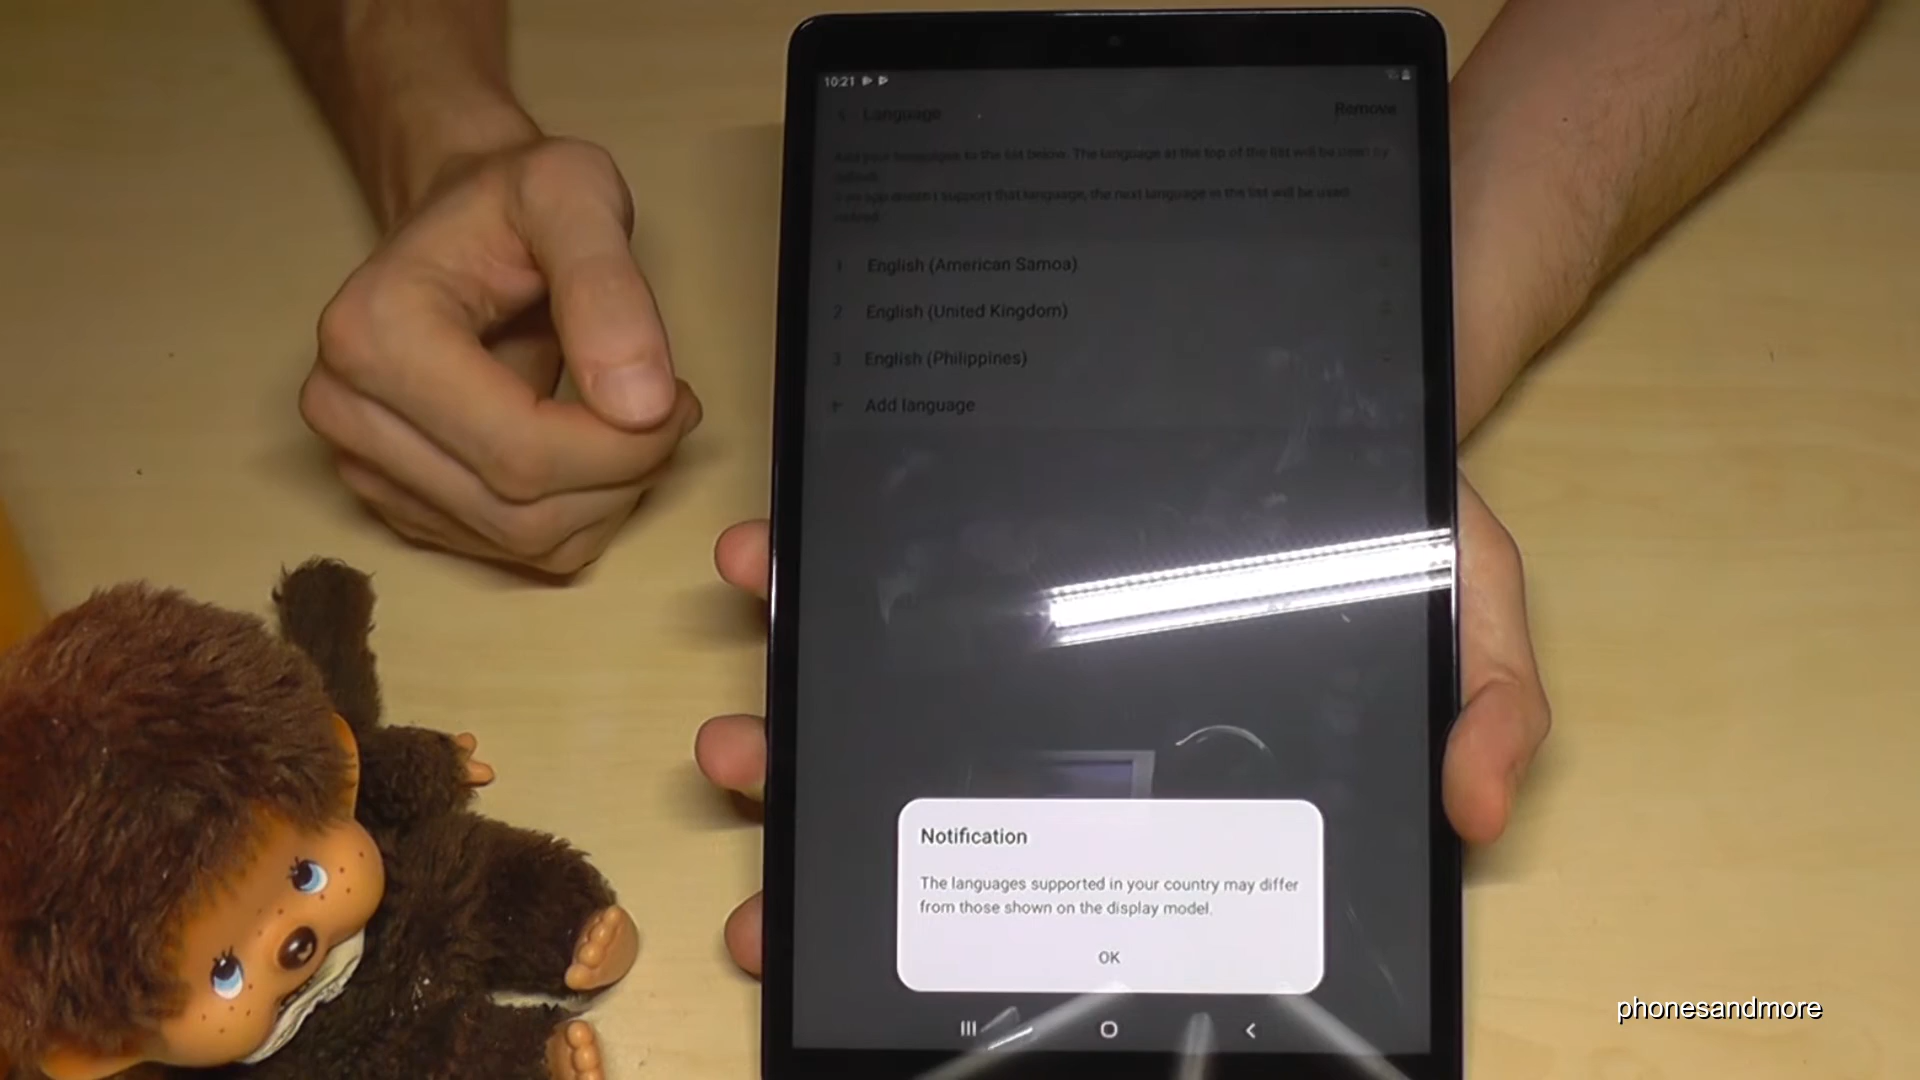 10:21
Language
Remove
Add your languages to the list below. The language at the top of the list will be used by
default.
If an app doesn't support that language, the next language in the list will be used
instead.
1 English (American Samoa)
2 English (United Kingdom)
3 English (Philippines)
+ Add language
Notification
The languages supported in your country may differ
from those shown on the display model.
OK
phonesandmore